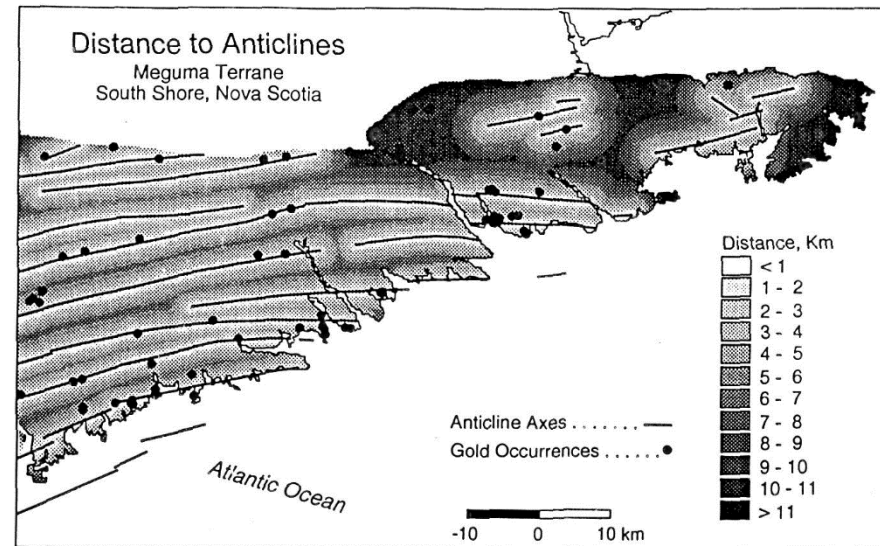 Distance to Anticlines
Meguma Terrane
South Shore, Nova Scotia
Distance, Km
< 1
1 - 2
2 - 3
3 - 4
4 - 5
5 - 6
6 - 7
7 - 8
8 - 9
9 - 10
10 - 11
> 11
Anticline Axes . . . . . .
Gold Occurrences . . . . . .
Atlantic Ocean
-10 0 10 km